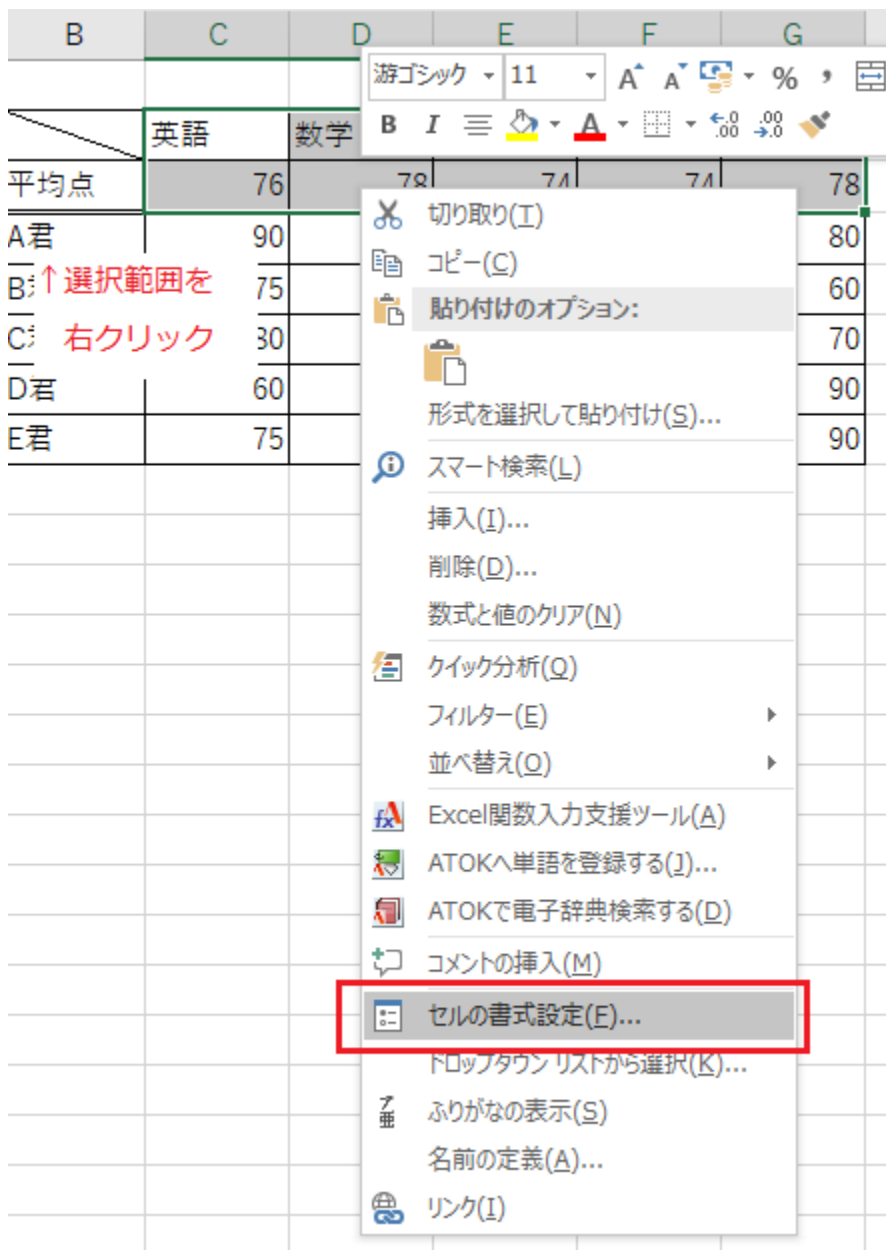 B C D E F G
游ゴシック 11 A A % ,
B I A .0 .00 .00 .0
英語 数学
平均点 76 78 74 74 78
A君 90 80
B 75 60
↑選択範囲を
C 80 70
右クリック
D君 60 90
E君 75 90
切り取り(T)
コピー(C)
貼り付けのオプション:
形式を選択して貼り付け(S)...
スマート検索(L)
挿入(I)...
削除(D)...
数式と値のクリア(N)
クイック分析(Q)
フィルター(E)
並べ替え(O)
Excel関数入力支援ツール(A)
ATOKへ単語を登録する(J)...
ATOKで電子辞典検索する(D)
コメントの挿入(M)
セルの書式設定(F)...
ドロップダウン リストから選択(K)...
ふりがなの表示(S)
名前の定義(A)...
リンク(I)